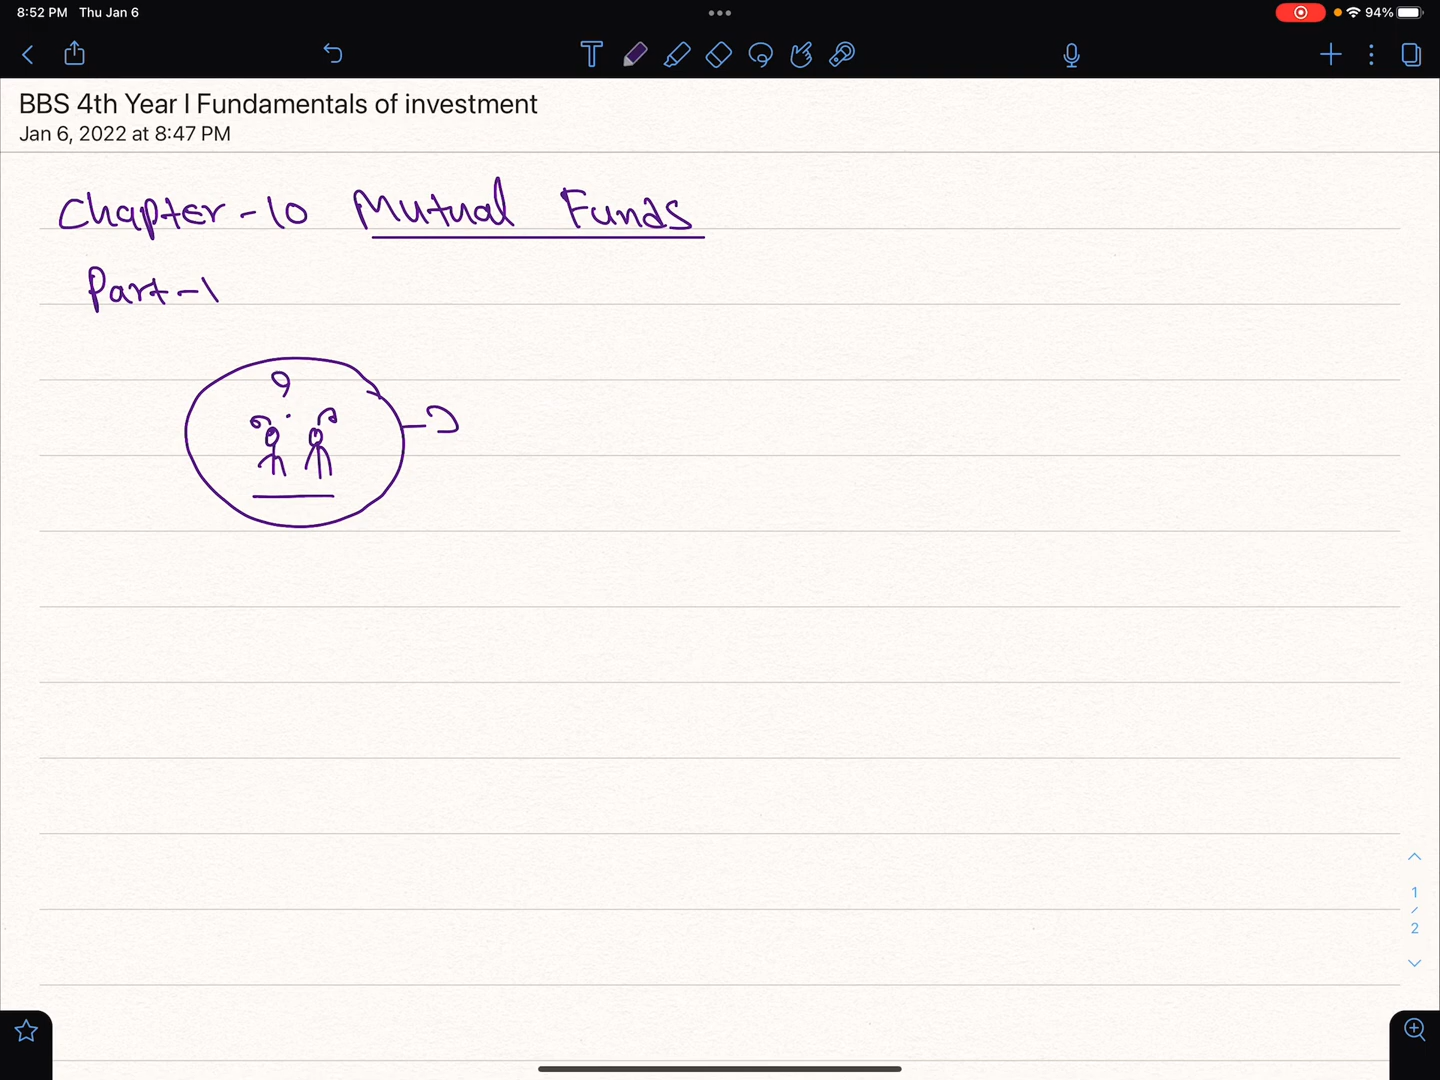 8:52 PM Thu Jan 6
94%
BBS 4th Year I Fundamentals of investment
Jan 6, 2022 at 8:47 PM
Chapter-10 Mutual Funds
Part-1
1
/
2